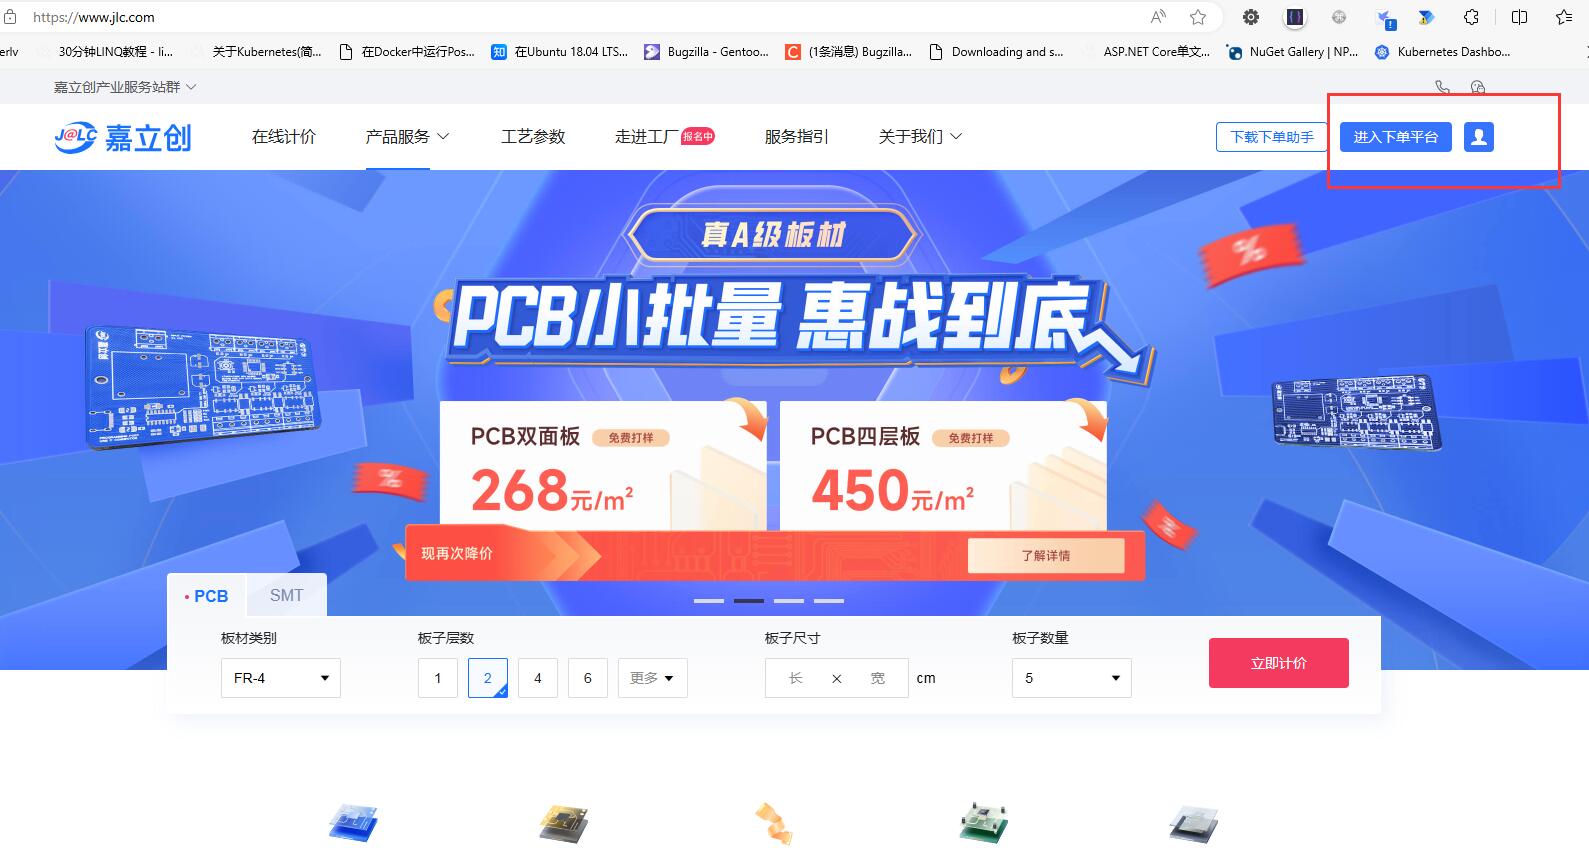 https://www.jlc.com
erlv
30分钟LINQ教程 - li...
关于Kubernetes(简...
在Docker中运行Pos...
知
在Ubuntu 18.04 LTS...
Bugzilla - Gentoo...
C
(1条消息) Bugzilla...
Downloading and s...
ASP.NET Core单文...
NuGet Gallery | NP...
Kubernetes Dashbo...
嘉立创产业服务站群
J@LC 嘉立创
在线计价
产品服务
工艺参数
走进工厂
报名中
服务指引
关于我们
下载下单助手
进入下单平台
真A级板材
PCB小批量 惠战到底
PCB双面板 免费打样
268元/m²
PCB四层板 免费打样
450元/m²
现再次降价
了解详情
PCB
SMT
板材类别
板子层数
板子尺寸
板子数量
FR-4
1
2
4
6
更多
长 × 宽 cm
5
立即计价